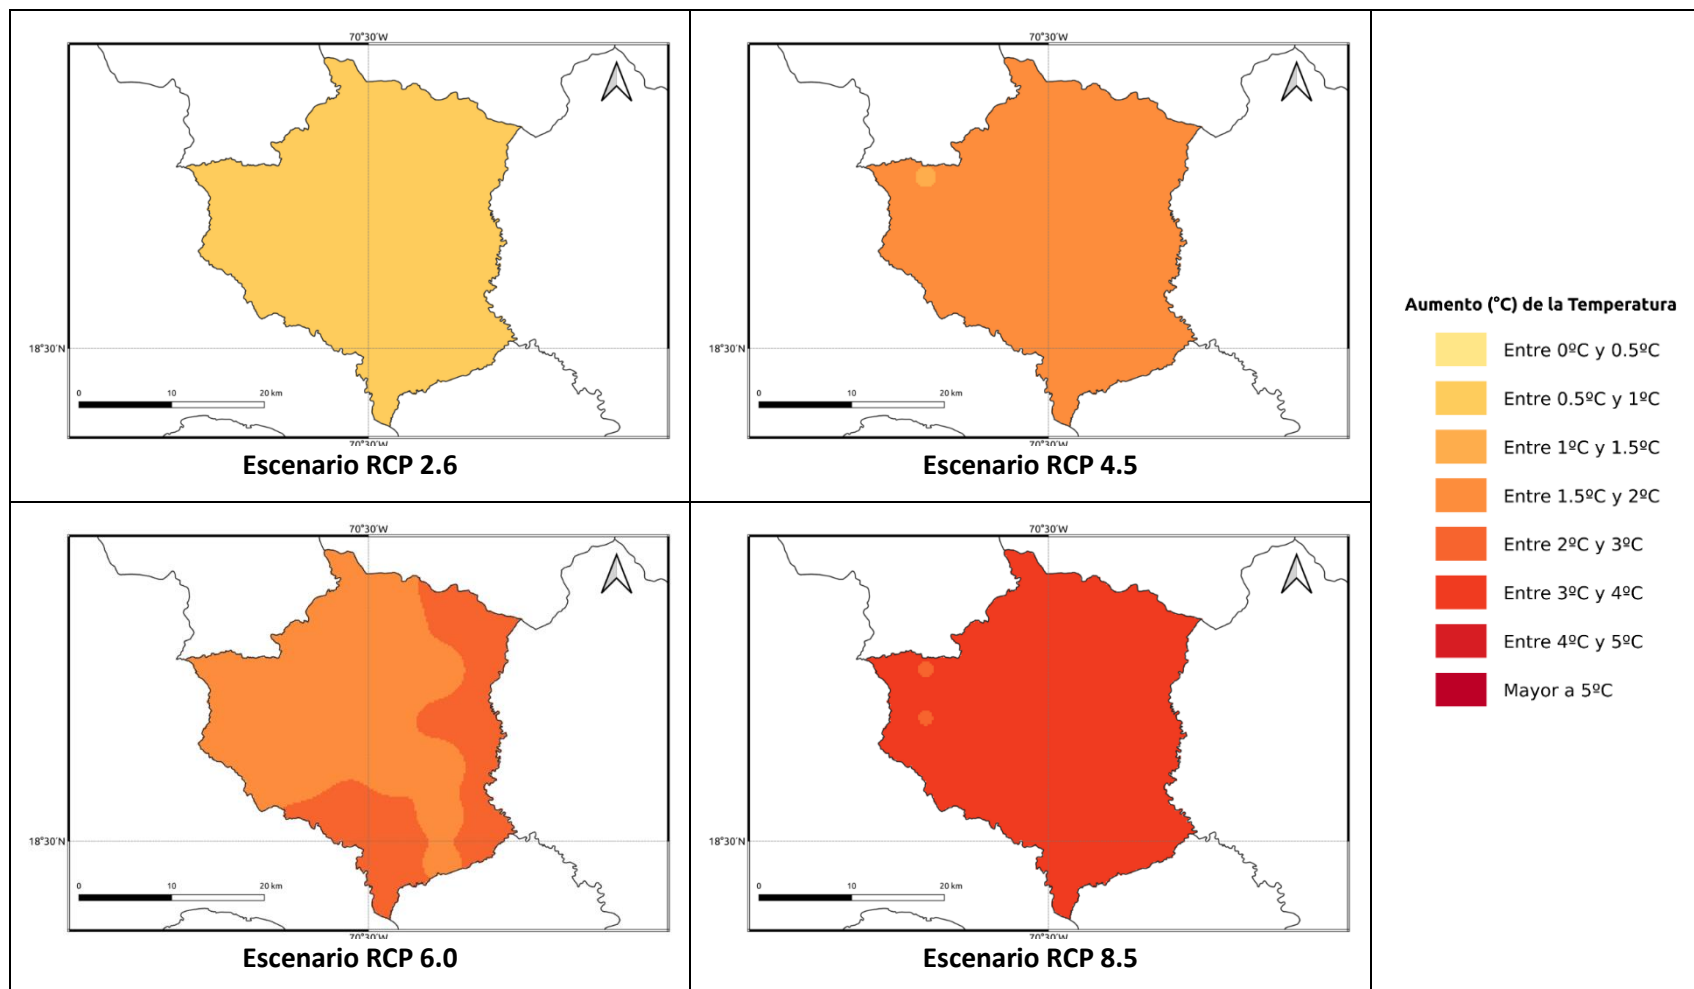 70°30'W
18°30'N
0 10 20 km
70°30'W
Escenario RCP 2.6
70°30'W
18°30'N
0 10 20 km
70°30'W
Escenario RCP 4.5
70°30'W
18°30'N
0 10 20 km
70°30'W
Escenario RCP 6.0
70°30'W
18°30'N
0 10 20 km
70°30'W
Escenario RCP 8.5
Aumento (°C) de la Temperatura
Entre 0ºC y 0.5ºC
Entre 0.5ºC y 1ºC
Entre 1ºC y 1.5ºC
Entre 1.5ºC y 2ºC
Entre 2ºC y 3ºC
Entre 3ºC y 4ºC
Entre 4ºC y 5ºC
Mayor a 5ºC